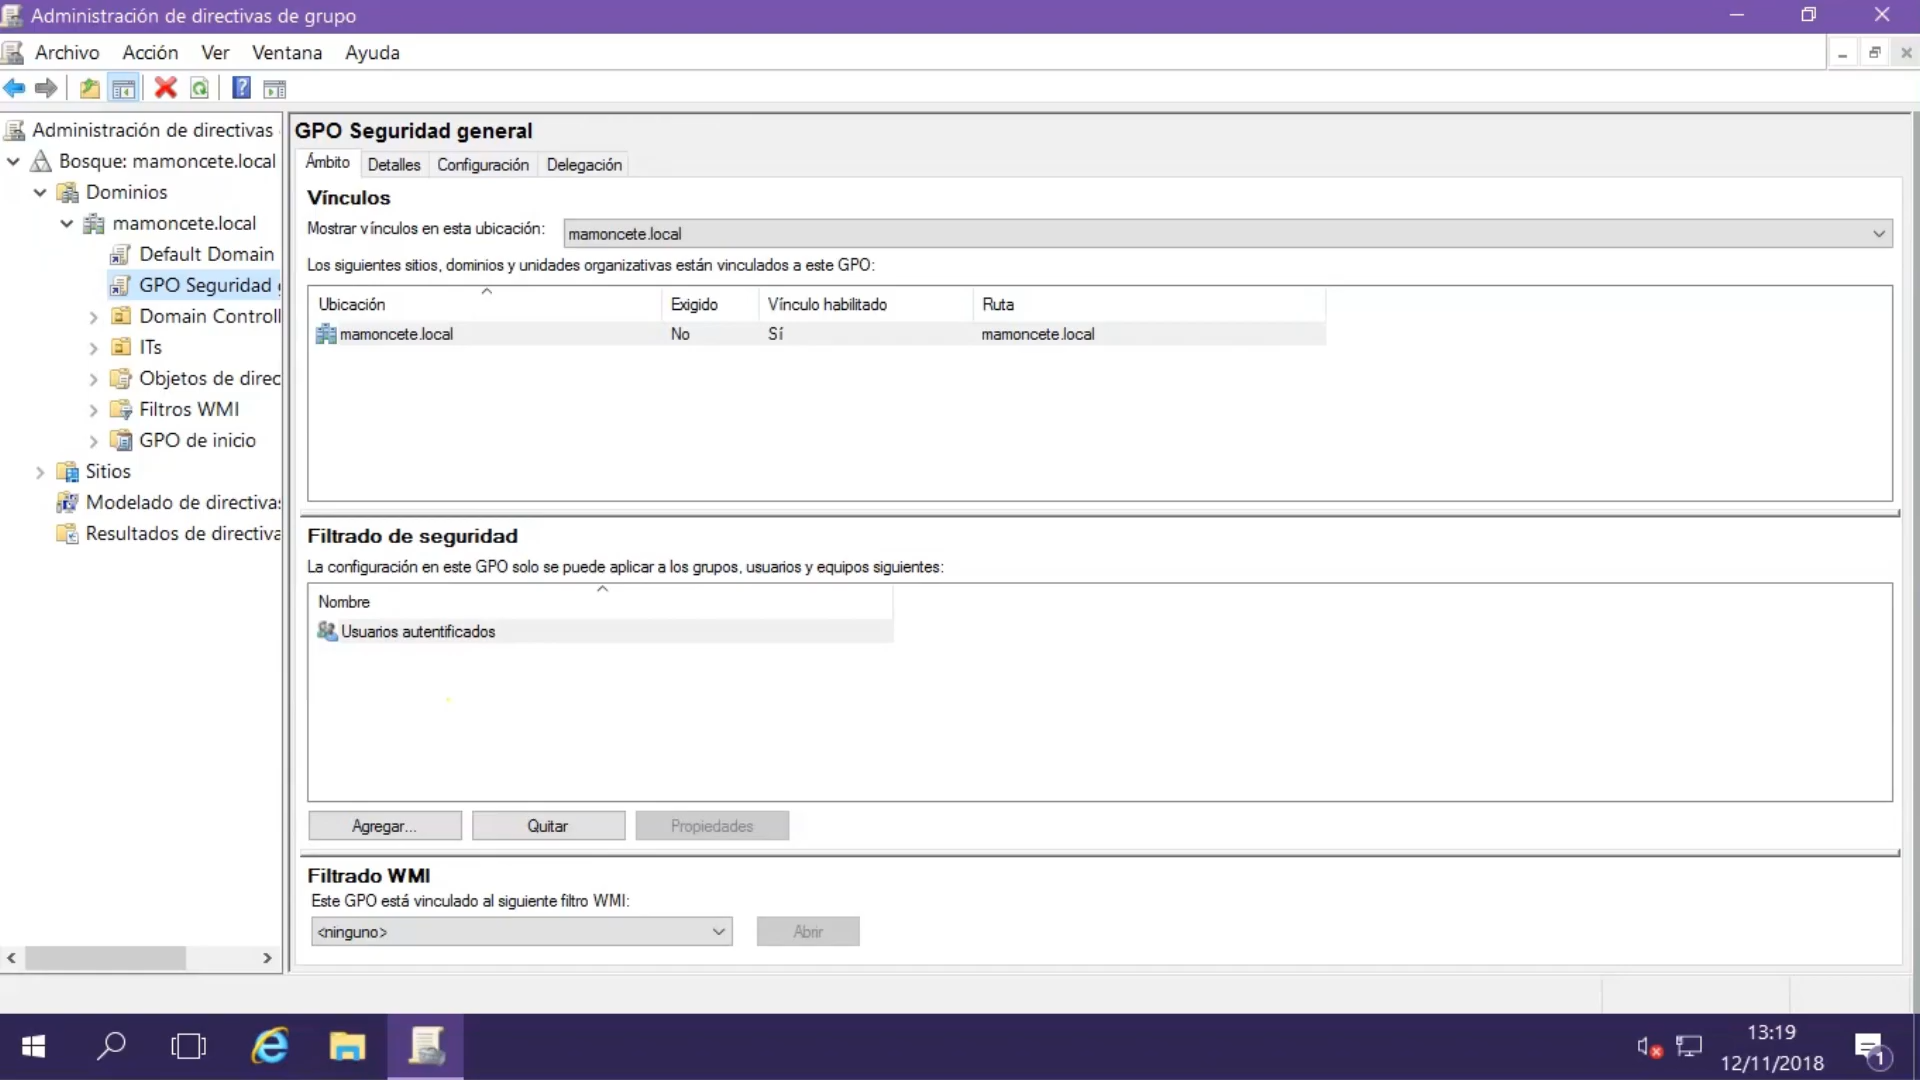 Administración de directivas de grupo
Archivo Acción Ver Ventana Ayuda
Administración de directivas
Bosque: mamoncete.local
Dominios
mamoncete.local
Default Domain
GPO Seguridad
Domain Controll
ITs
Objetos de direc
Filtros WMI
GPO de inicio
Sitios
Modelado de directivas
Resultados de directiva
GPO Seguridad general
Ámbito Detalles Configuración Delegación
Vínculos
Mostrar vínculos en esta ubicación: mamoncete.local
Los siguientes sitios, dominios y unidades organizativas están vinculados a este GPO:
Ubicación Exigido Vínculo habilitado Ruta
mamoncete.local No Sí mamoncete.local
Filtrado de seguridad
La configuración en este GPO solo se puede aplicar a los grupos, usuarios y equipos siguientes:
Nombre
Usuarios autentificados
Agregar... Quitar Propiedades
Filtrado WMI
Este GPO está vinculado al siguiente filtro WMI:
<ninguno> Abrir
13:19
12/11/2018
1